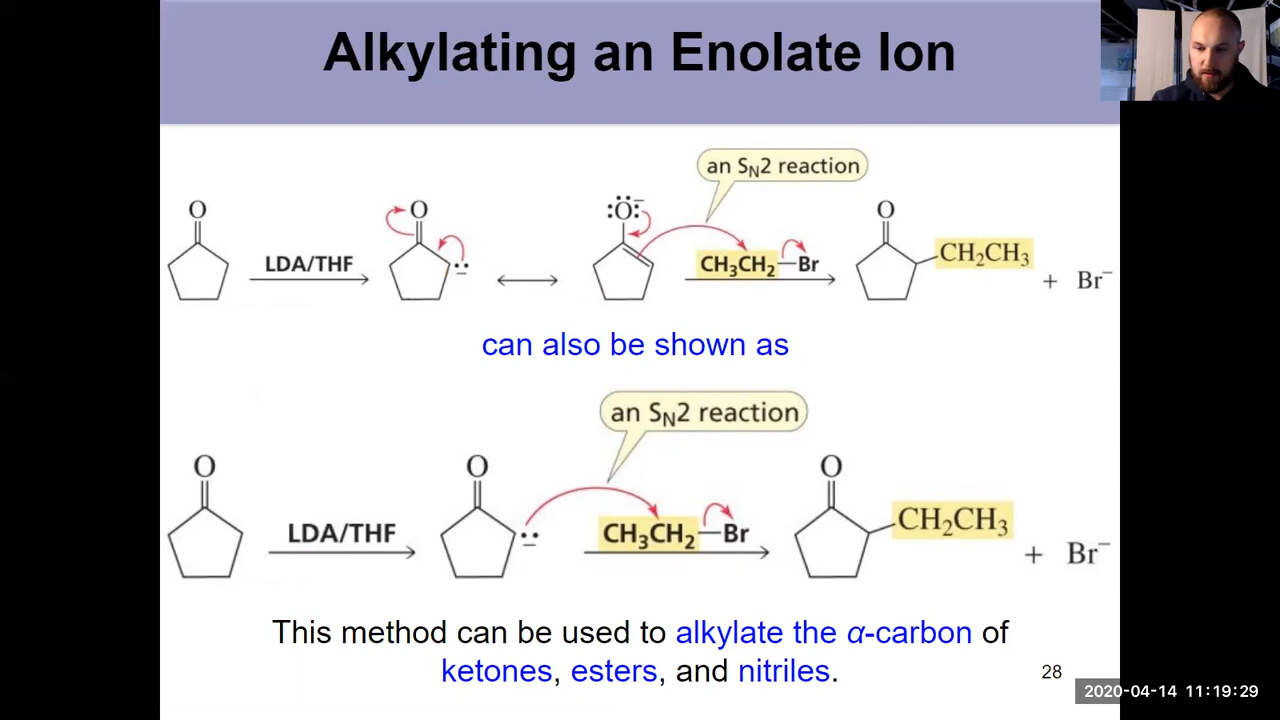 Alkylating an Enolate Ion
an SN2 reaction
O
LDA/THF
O
:Ö:−
CH3CH2—Br
O
CH2CH3
+ Br−
can also be shown as
an SN2 reaction
O
LDA/THF
O
CH3CH2—Br
O
CH2CH3
+ Br−
This method can be used to alkylate the α-carbon of
ketones, esters, and nitriles.
28
2020-04-14 11:19:29